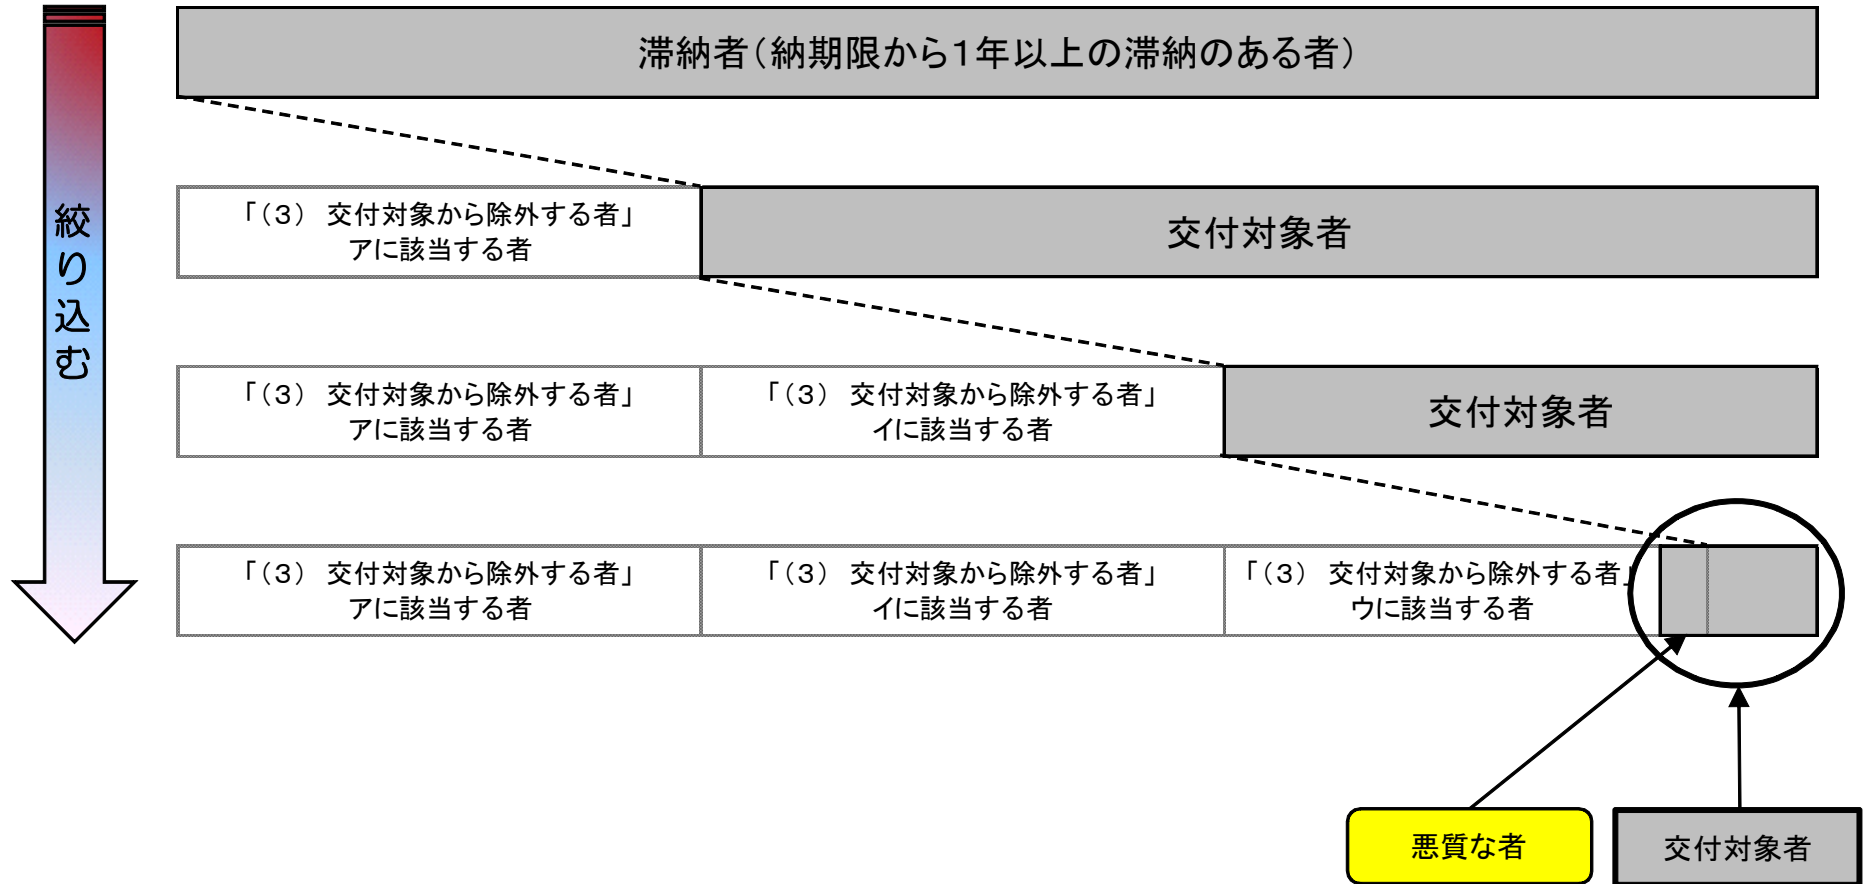 滞納者（納期限から１年以上の滞納のある者）
絞り込む
「（３） 交付対象から除外する者」
アに該当する者
交付対象者
「（３） 交付対象から除外する者」
アに該当する者
「（３） 交付対象から除外する者」
イに該当する者
交付対象者
「（３） 交付対象から除外する者」
アに該当する者
「（３） 交付対象から除外する者」
イに該当する者
「（３） 交付対象から除外する者」
ウに該当する者
悪質な者
交付対象者